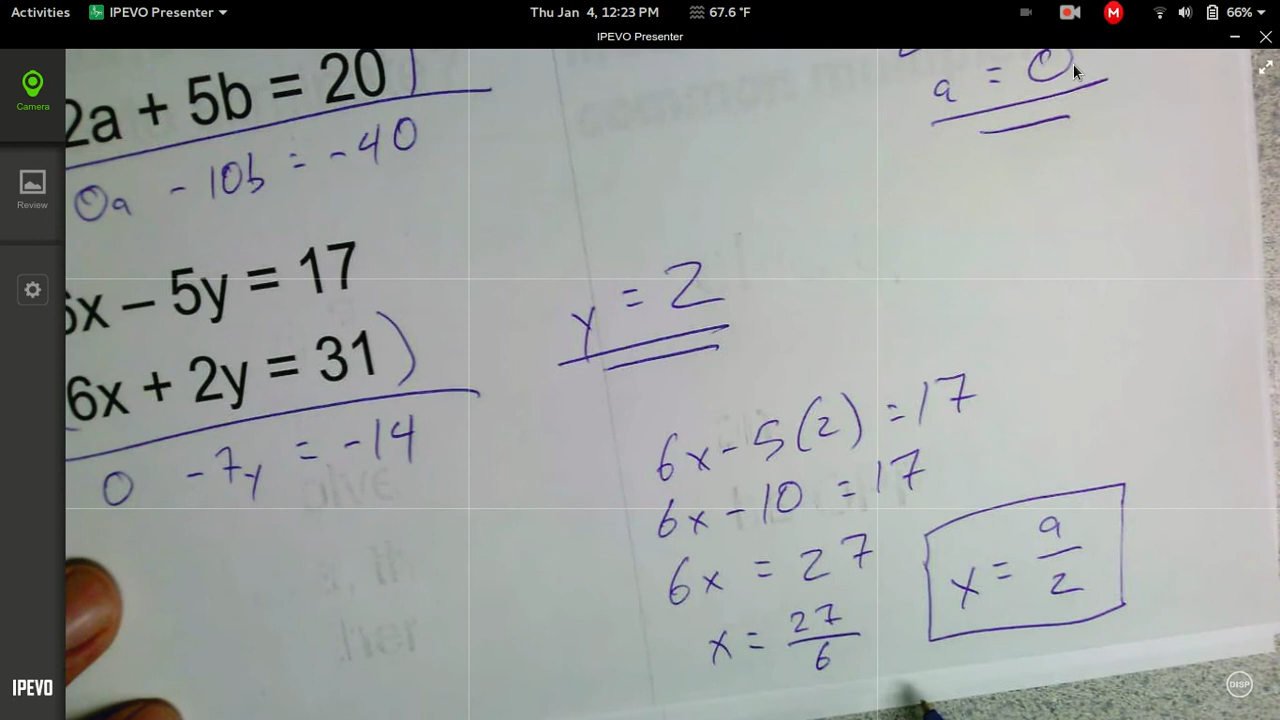 Activities IPEVO Presenter Thu Jan 4, 12:23 PM 67.6 °F M 66%
IPEVO Presenter
Camera
Review
IPEVO
DISP
2a + 5b = 20)
0a - 10b = -40
6x – 5y = 17
6x + 2y = 31)
0 -7y = -14
a = 0
y = 2
6x - 5(2) = 17
6x - 10 = 17
6x = 27
x = 27/6
x = 9/2